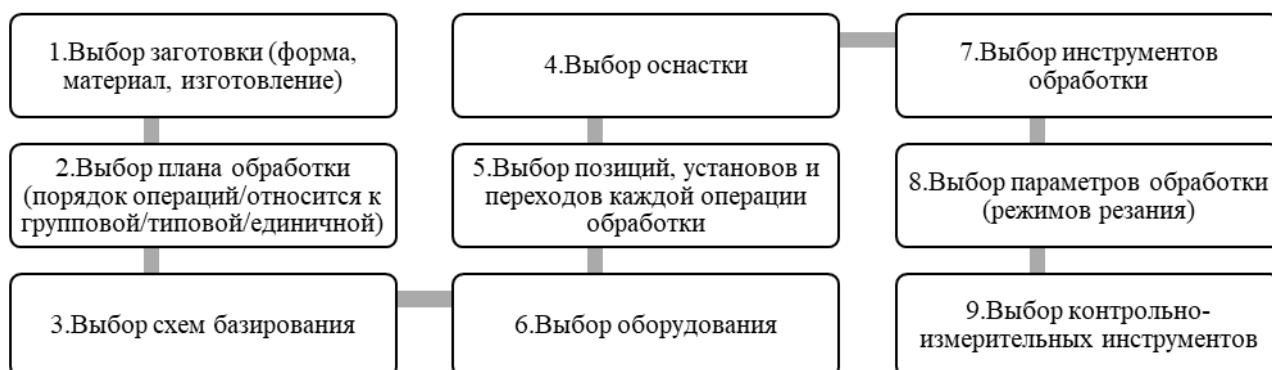 1.Выбор заготовки (форма,
материал, изготовление)
2.Выбор плана обработки
(порядок операций/относится к
групповой/типовой/единичной)
3.Выбор схем базирования
4.Выбор оснастки
5.Выбор позиций, установов и
переходов каждой операции
обработки
6.Выбор оборудования
7.Выбор инструментов
обработки
8.Выбор параметров обработки
(режимов резания)
9.Выбор контрольно-
измерительных инструментов